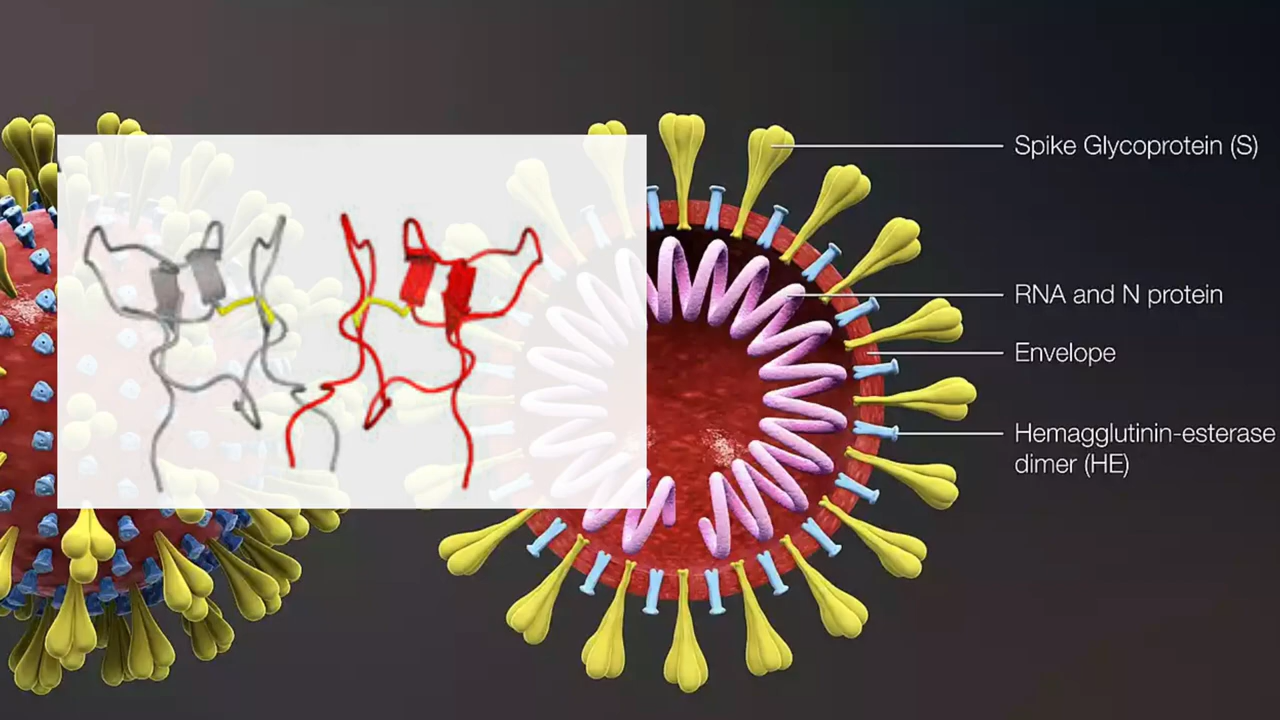 Spike Glycoprotein (S)
RNA and N protein
Envelope
Hemagglutinin-esterase
dimer (HE)